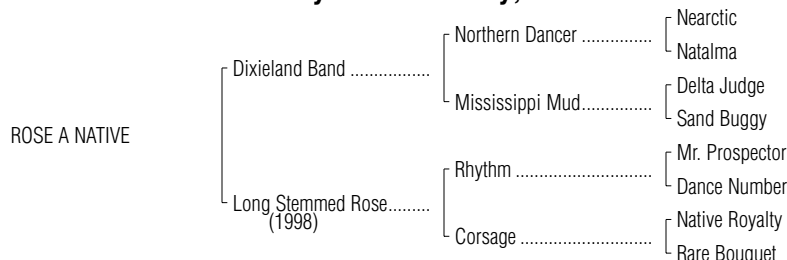 Nearctic
Northern Dancer ...............
Natalma
Dixieland Band .................
Delta Judge
Mississippi Mud...............
Sand Buggy
ROSE A NATIVE
Mr. Prospector
Rhythm .............................
Dance Number
Long Stemmed Rose.........
(1998)
Native Royalty
Corsage ............................
Rare Bouquet